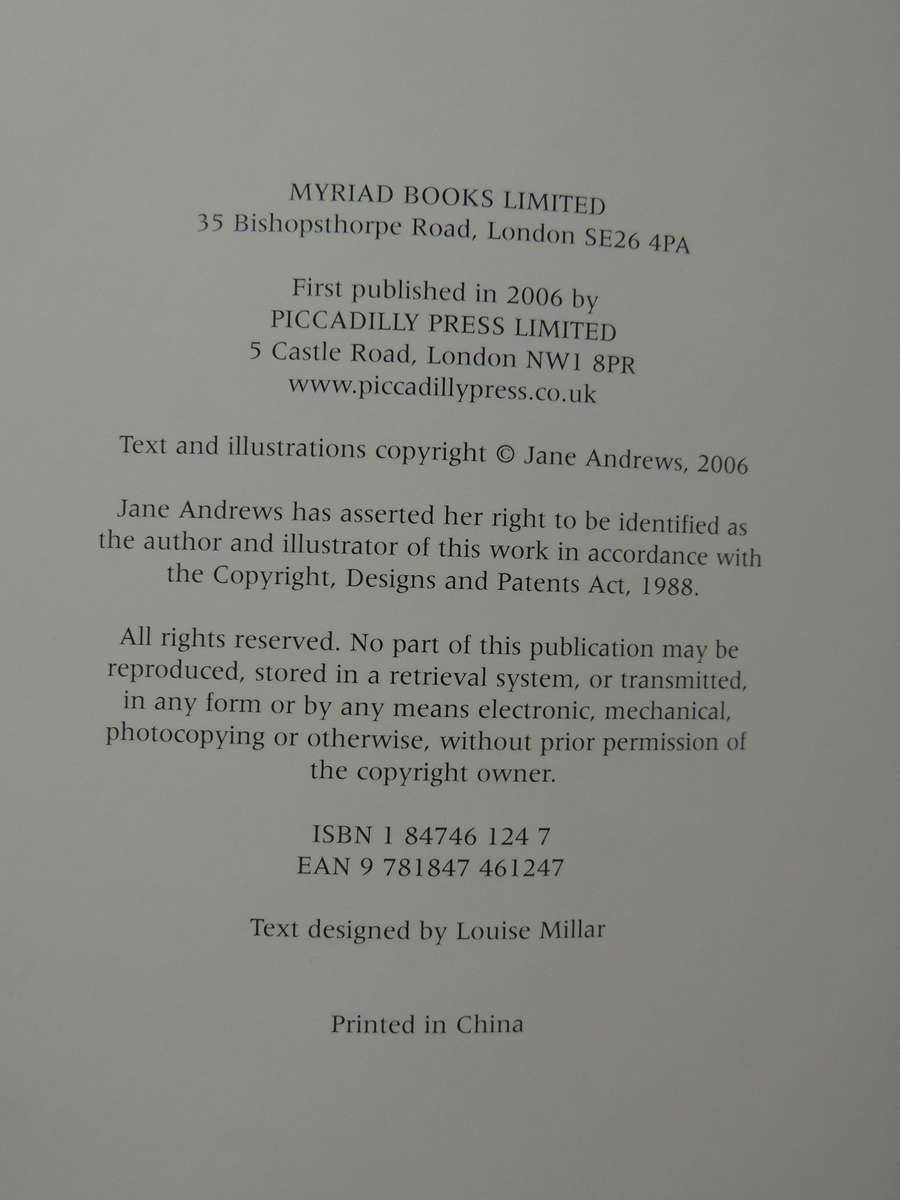 MYRIAD BOOKS LIMITED
35 Bishopsthorpe Road, London SE26 4PA
First published in 2006 by
PICCADILLY PRESS LIMITED
5 Castle Road, London NW1 8PR
www.piccadillypress.co.uk
Text and illustrations copyright © Jane Andrews, 2006
Jane Andrews has asserted her right to be identified as
the author and illustrator of this work in accordance with
the Copyright, Designs and Patents Act, 1988.
All rights reserved. No part of this publication may be
reproduced, stored in a retrieval system, or transmitted,
in any form or by any means electronic, mechanical,
photocopying or otherwise, without prior permission of
the copyright owner.
ISBN 1 84746 124 7
EAN 9 781847 461247
Text designed by Louise Millar
Printed in China